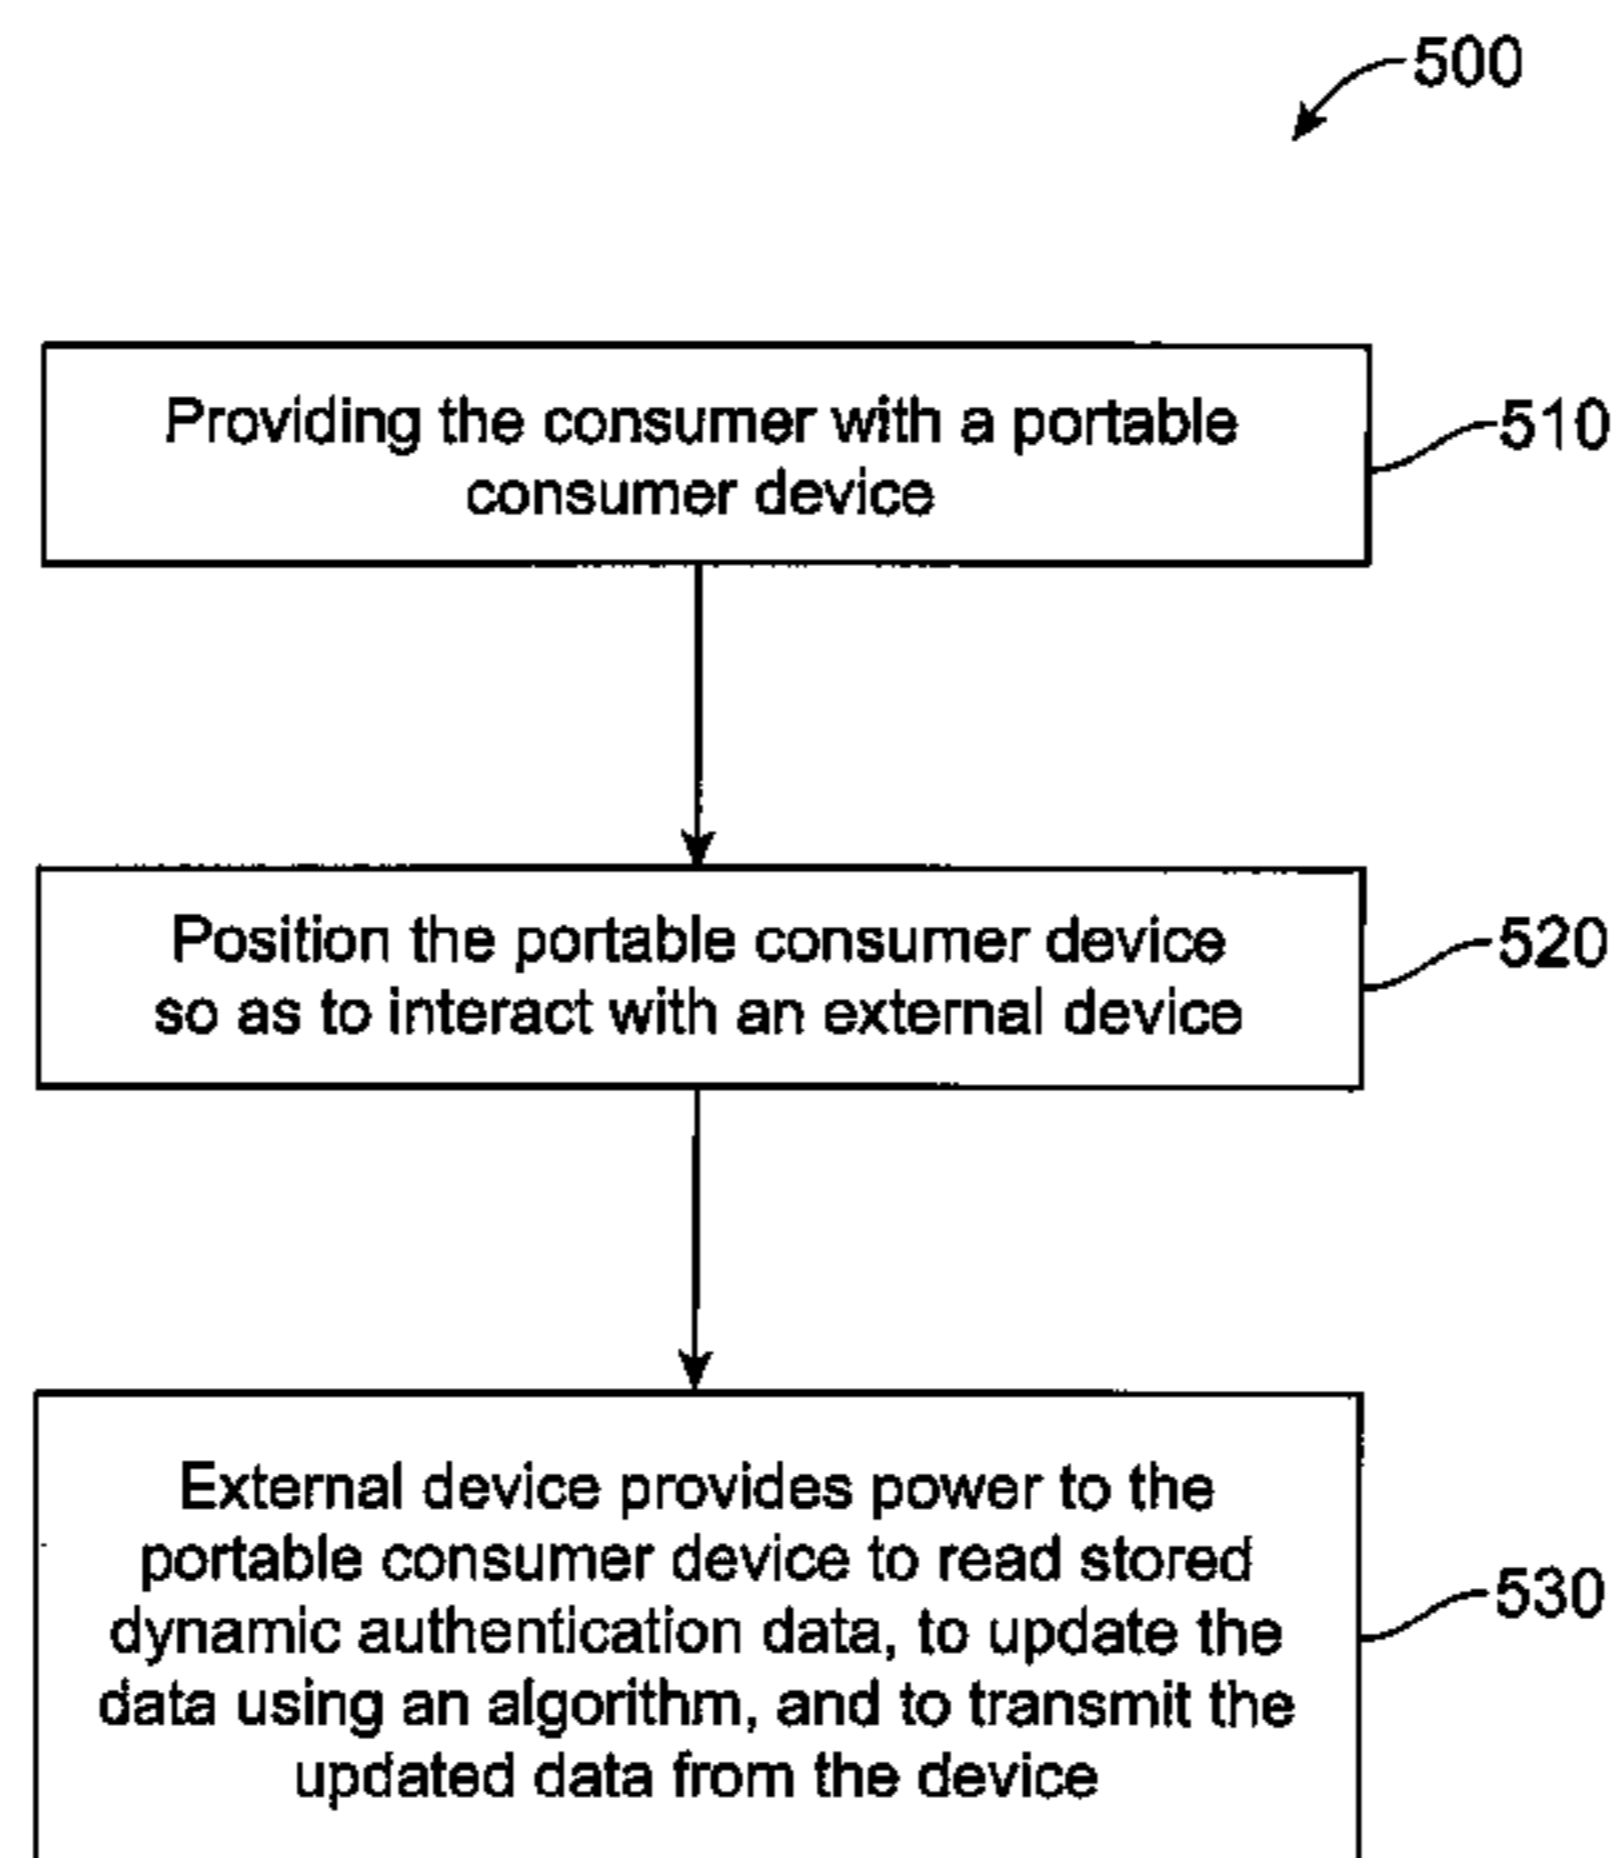 500
Providing the consumer with a portable
consumer device
510
Position the portable consumer device
so as to interact with an external device
520
External device provides power to the
portable consumer device to read stored
dynamic authentication data, to update the
data using an algorithm, and to transmit the
updated data from the device
530